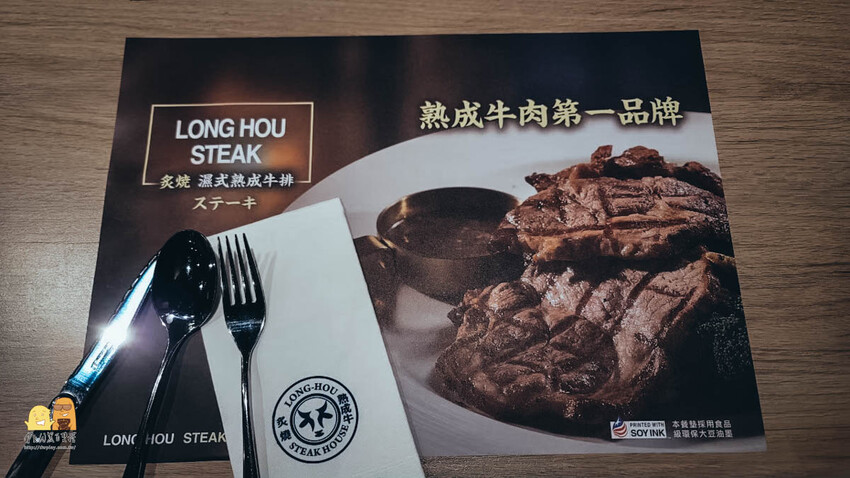 LONG HOU
STEAK
炙燒 濕式熟成牛排
ステーキ
熟成牛肉第一品牌
LONG-HOU
炙燒
熟成牛
STEAK HOUSE
LONG HOU STEAK
PRINTED WITH
SOY INK
本餐墊採用食品
級環保大豆油墨